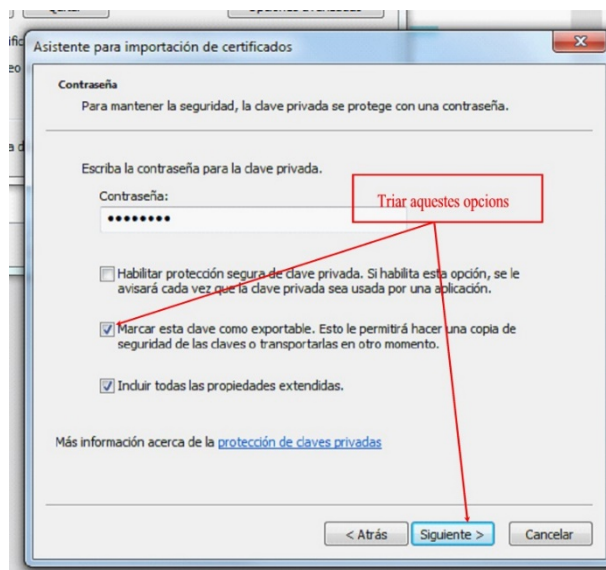 Asistente para importación de certificados
Contraseña
Para mantener la seguridad, la clave privada se protege con una contraseña.
Escriba la contraseña para la clave privada.
Contraseña:
Triar aquestes opcions
Habilitar protección segura de clave privada. Si habilita esta opción, se le
avisará cada vez que la clave privada sea usada por una aplicación.
Marcar esta clave como exportable. Esto le permitirá hacer una copia de
seguridad de las claves o transportarlas en otro momento.
Incluir todas las propiedades extendidas.
Más información acerca de la protección de claves privadas
< Atrás
Siguiente >
Cancelar